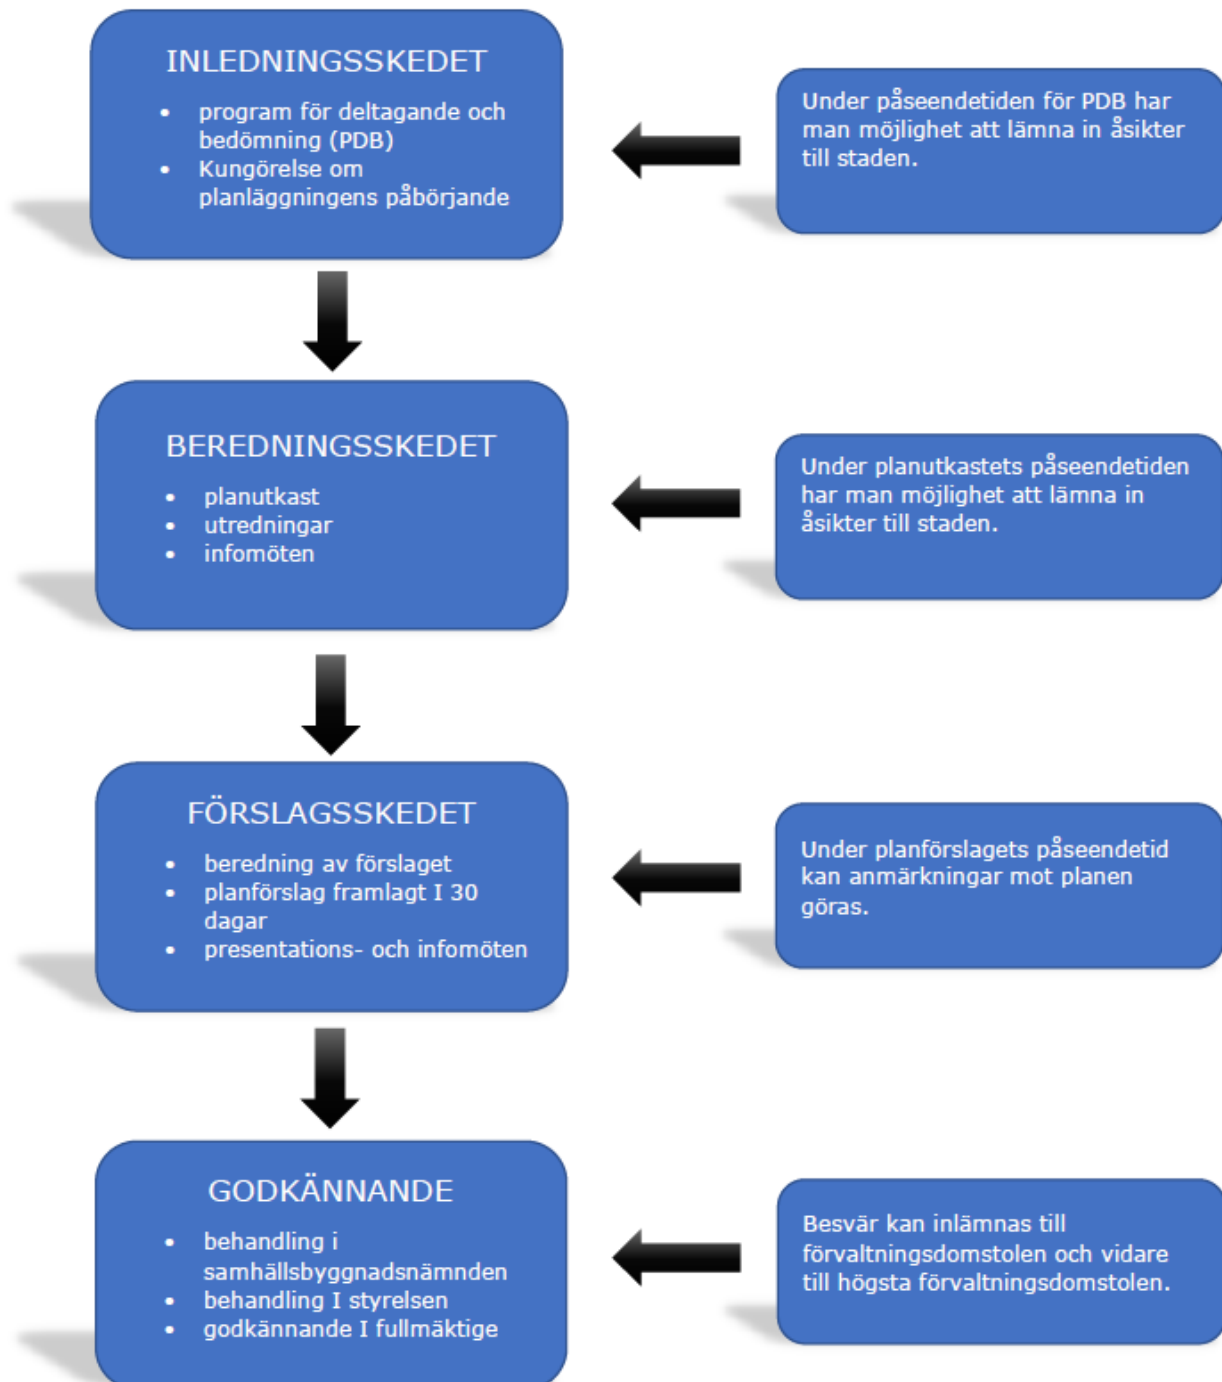 INLEDNINGSSKEDET
• program för deltagande och
bedömning (PDB)
• Kungörelse om
planläggningens påbörjande
Under påseendetiden för PDB har
man möjlighet att lämna in åsikter
till staden.
BEREDNINGSSKEDET
• planutkast
• utredningar
• infomöten
Under planutkastets påseendetiden
har man möjlighet att lämna in
åsikter till staden.
FÖRSLAGSSKEDET
• beredning av förslaget
• planförslag framlagt I 30
dagar
• presentations- och infomöten
Under planförslagets påseendetid
kan anmärkningar mot planen
göras.
GODKÄNNANDE
• behandling i
samhällsbyggnadsnämnden
• behandling I styrelsen
• godkännande I fullmäktige
Besvär kan inlämnas till
förvaltningsdomstolen och vidare
till högsta förvaltningsdomstolen.